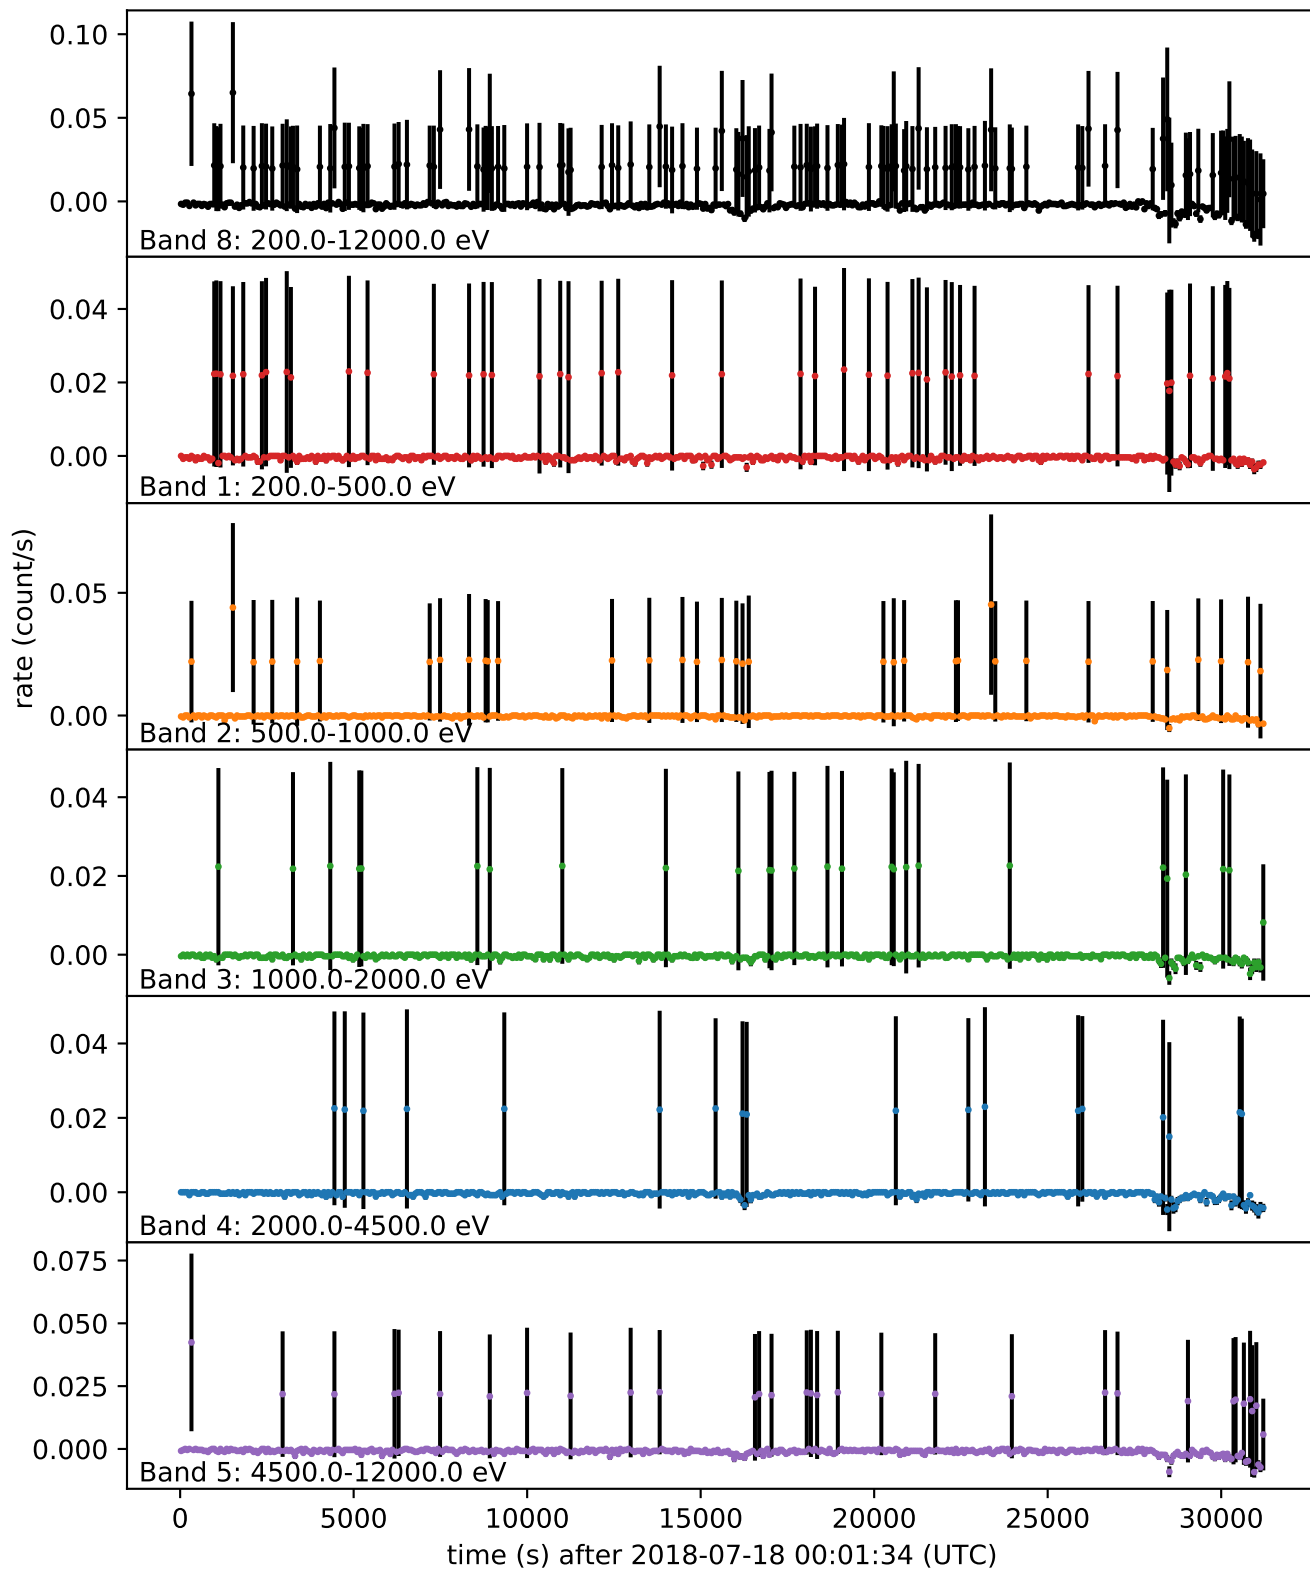 0.10
0.05
0.00
Band 8: 200.0-12000.0 eV
0.04
0.02
0.00
Band 1: 200.0-500.0 eV
rate (count/s)
0.05
0.00
Band 2: 500.0-1000.0 eV
0.04
0.02
0.00
Band 3: 1000.0-2000.0 eV
0.04
0.02
0.00
Band 4: 2000.0-4500.0 eV
0.075
0.050
0.025
0.000
Band 5: 4500.0-12000.0 eV
0 5000 10000 15000 20000 25000 30000
time (s) after 2018-07-18 00:01:34 (UTC)